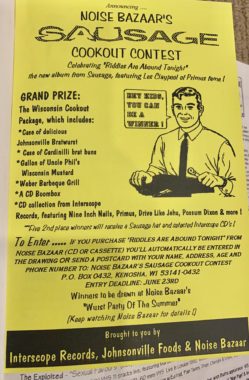 Announcing ....
NOISE BAZAAR'S
SAUSAGE
COOKOUT CONTEST
Celebrating "Riddles Are Abound Tonight"
the new album from Sausage, featuring Les Claypool of Primus fame !
GRAND PRIZE:
The Wisconsin Cookout
Package, which includes:
*Case of delicious
Johnsonville Bratwurst
*Case of Cardinilli brat buns
*Gallon of Uncle Phil's
Wisconsin Mustard
*Weber Barbeque Grill
*A CD Boombox
*CD collection from Interscope
Records, featuring Nine Inch Nails, Primus, Drive Like Jehu, Possum Dixon & more !
HEY KIDS,
YOU CAN
BE A
WINNER !
*Five 2nd place winners will receive a Sausage hat and selected Interscope CD's !
To Enter ..... IF YOU PURCHASE "RIDDLES ARE ABOUND TONIGHT" FROM
NOISE BAZAAR (CD OR CASSETTE) YOU'LL AUTOMATICALLY BE ENTERED IN
THE DRAWING OR SEND A POSTCARD WITH YOUR NAME, ADDRESS, AGE AND
PHONE NUMBER TO: NOISE BAZAAR'S SAUSAGE COOKOUT CONTEST
P.O. BOX 0432, KENOSHA, WI 53141-0432
ENTRY DEADLINE: JUNE 23RD
Winners to be drawn at Noise Bazaar's
"Wurst Party Of The Summer"
(Keep watching Noise Bazaar for details !)
Brought to you by
Interscope Records, Johnsonville Foods & Noise Bazaar
The Exploited -